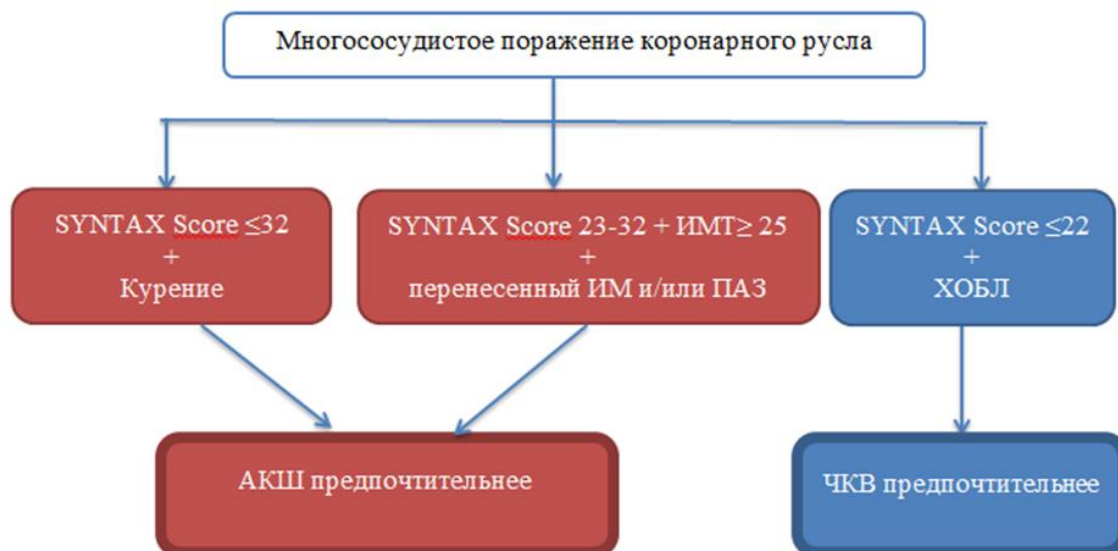 Многососудистое поражение коронарного русла
SYNTAX Score ≤32
+
Курение
SYNTAX Score 23-32 + ИМТ≥ 25
+
перенесенный ИМ и/или ПАЗ
SYNTAX Score ≤22
+
ХОБЛ
АКШ предпочтительнее
ЧКВ предпочтительнее